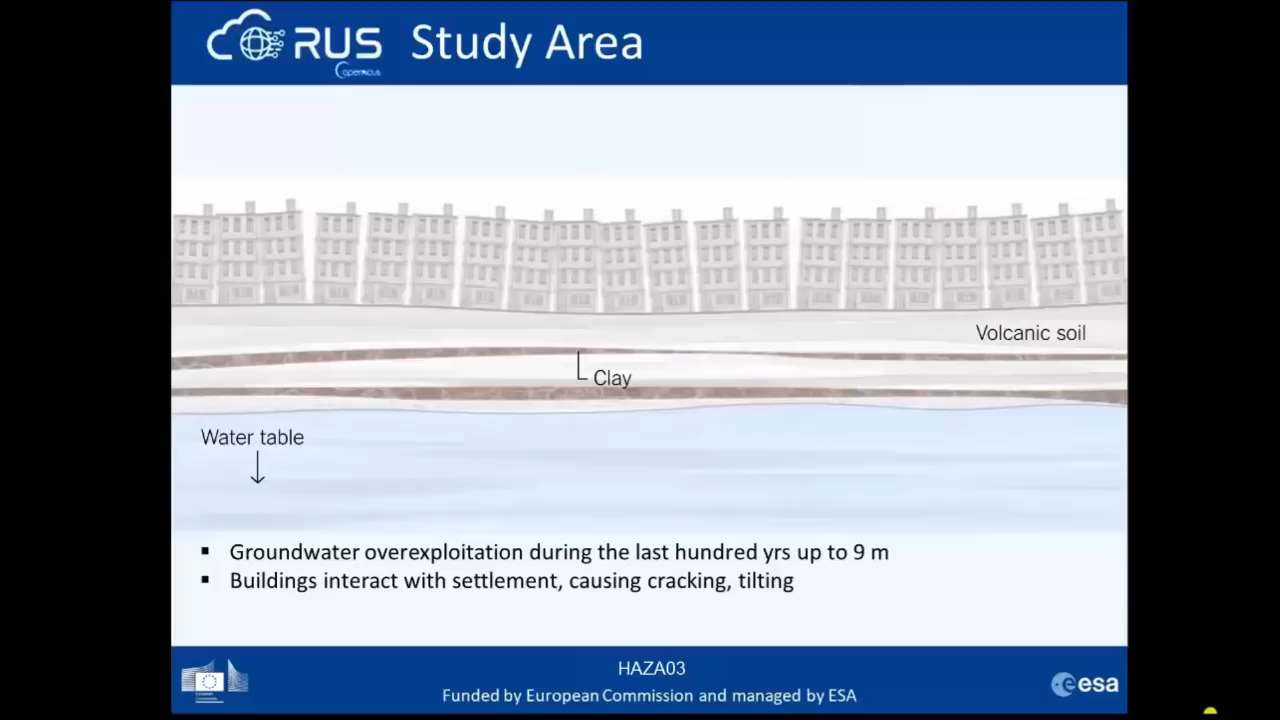 RUS
Copernicus
Study Area
Volcanic soil
Clay
Water table
▪ Groundwater overexploitation during the last hundred yrs up to 9 m
▪ Buildings interact with settlement, causing cracking, tilting
HAZA03
Funded by European Commission and managed by ESA
esa